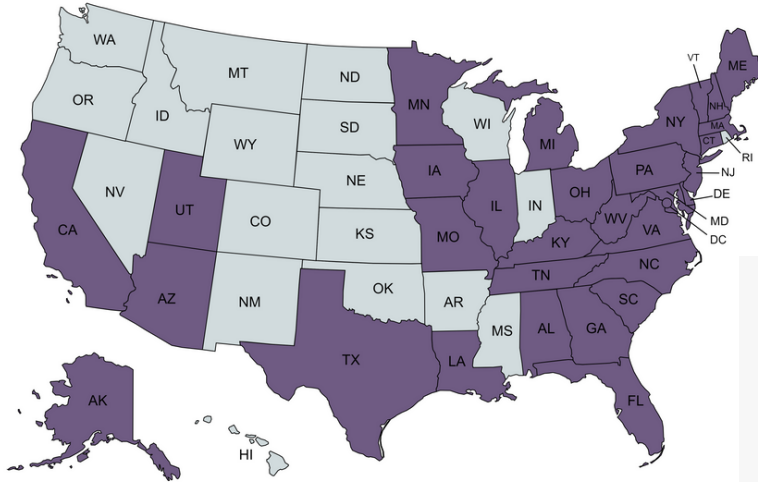 WA
MT
ND
MN
VT
ME
OR
ID
SD
WI
MI
NY
NH
MA
CT
RI
WY
IA
PA
NJ
NV
UT
NE
IL
IN
OH
DE
MD
DC
CA
CO
KS
MO
WV
VA
KY
NC
AZ
NM
OK
AR
TN
SC
TX
LA
MS
AL
GA
FL
AK
HI